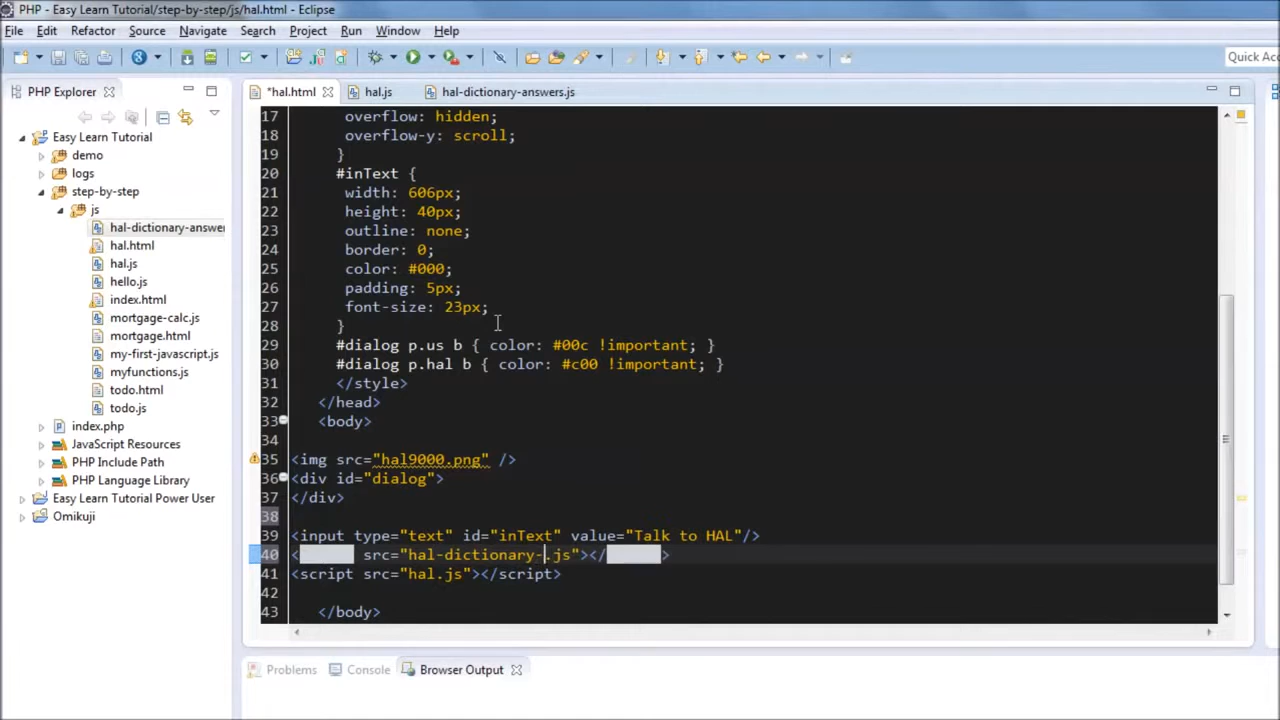 PHP - Easy Learn Tutorial/step-by-step/js/hal.html - Eclipse
File Edit Refactor Source Navigate Search Project Run Window Help
Quick Acc
PHP Explorer
*hal.html
hal.js
hal-dictionary-answers.js
Easy Learn Tutorial
demo
logs
step-by-step
js
hal-dictionary-answer
hal.html
hal.js
hello.js
index.html
mortgage-calc.js
mortgage.html
my-first-javascript.js
myfunctions.js
todo.html
todo.js
index.php
JavaScript Resources
PHP Include Path
PHP Language Library
Easy Learn Tutorial Power User
Omikuji
17 overflow: hidden;
18 overflow-y: scroll;
19 }
20 #inText {
21 width: 606px;
22 height: 40px;
23 outline: none;
24 border: 0;
25 color: #000;
26 padding: 5px;
27 font-size: 23px;
28 }
29 #dialog p.us b { color: #00c !important; }
30 #dialog p.hal b { color: #c00 !important; }
31 </style>
32 </head>
33 <body>
34
35 <img src="hal9000.png" />
36 <div id="dialog">
37 </div>
38
39 <input type="text" id="inText" value="Talk to HAL"/>
40 < src="hal-dictionary-.js"></ >
41 <script src="hal.js"></script>
42
43 </body>
Problems Console Browser Output